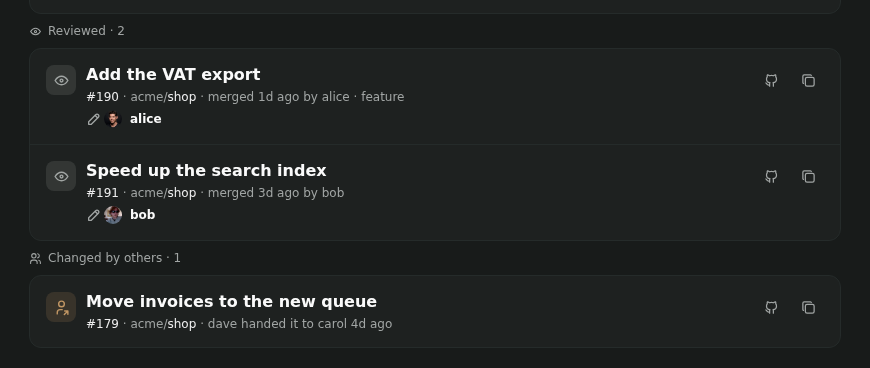 Reviewed · 2
Add the VAT export
#190 · acme/shop · merged 1d ago by alice · feature
alice
Speed up the search index
#191 · acme/shop · merged 3d ago by bob
bob
Changed by others · 1
Move invoices to the new queue
#179 · acme/shop · dave handed it to carol 4d ago